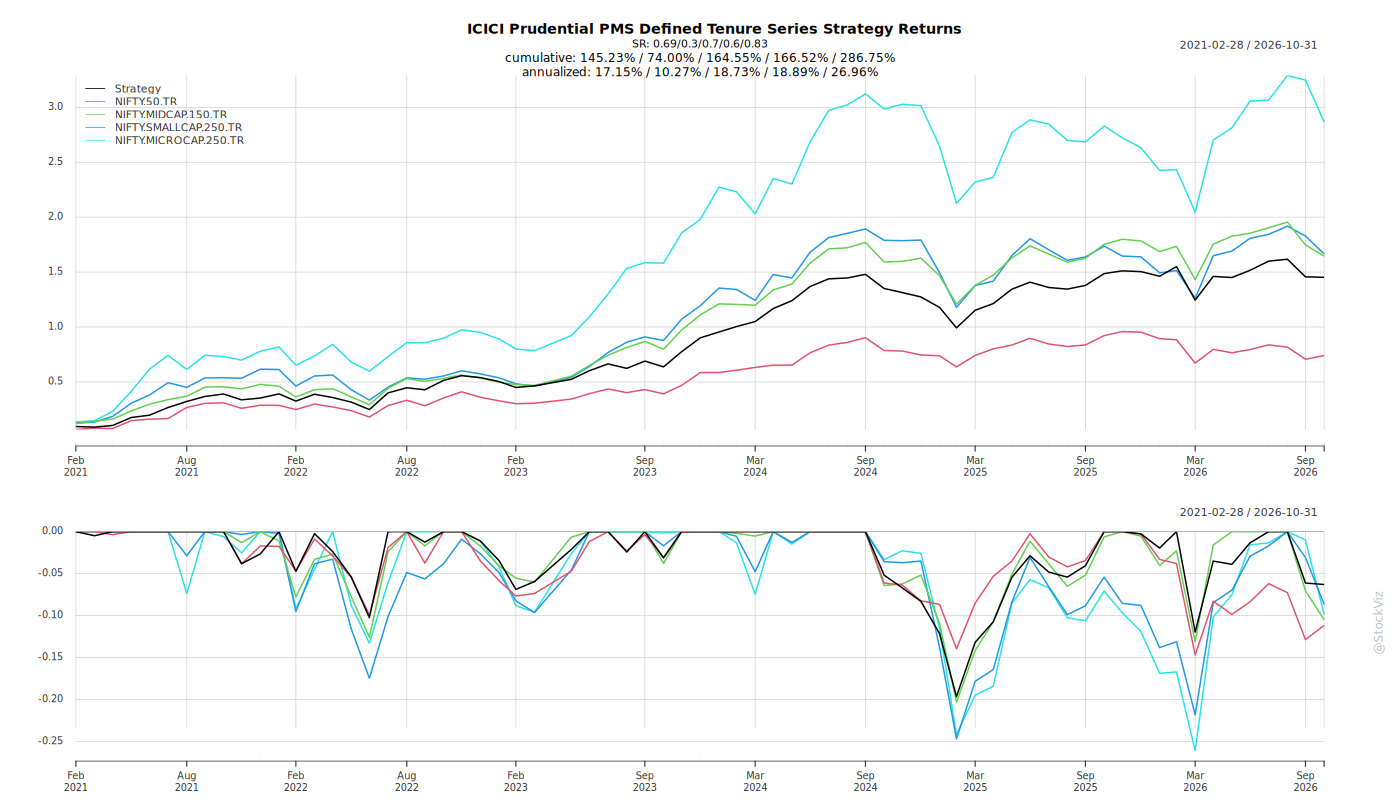 ICICI Prudential PMS Defined Tenure Series Strategy Returns
SR: 0.69/0.3/0.7/0.6/0.83
cumulative: 145.23% / 74.00% / 164.55% / 166.52% / 286.75%
annualized: 17.15% / 10.27% / 18.73% / 18.89% / 26.96%
2021-02-28 / 2026-10-31
Strategy
NIFTY.50.TR
NIFTY.MIDCAP.150.TR
NIFTY.SMALLCAP.250.TR
NIFTY.MICROCAP.250.TR
3.0
2.5
2.0
1.5
1.0
0.5
Feb Aug Feb Aug Feb Sep Mar Sep Mar Sep Mar Sep
2021 2021 2022 2022 2023 2023 2024 2024 2025 2025 2026 2026
2021-02-28 / 2026-10-31
0.00
-0.05
-0.10
-0.15
-0.20
-0.25
Feb Aug Feb Aug Feb Sep Mar Sep Mar Sep Mar Sep
2021 2021 2022 2022 2023 2023 2024 2024 2025 2025 2026 2026
@StockViz